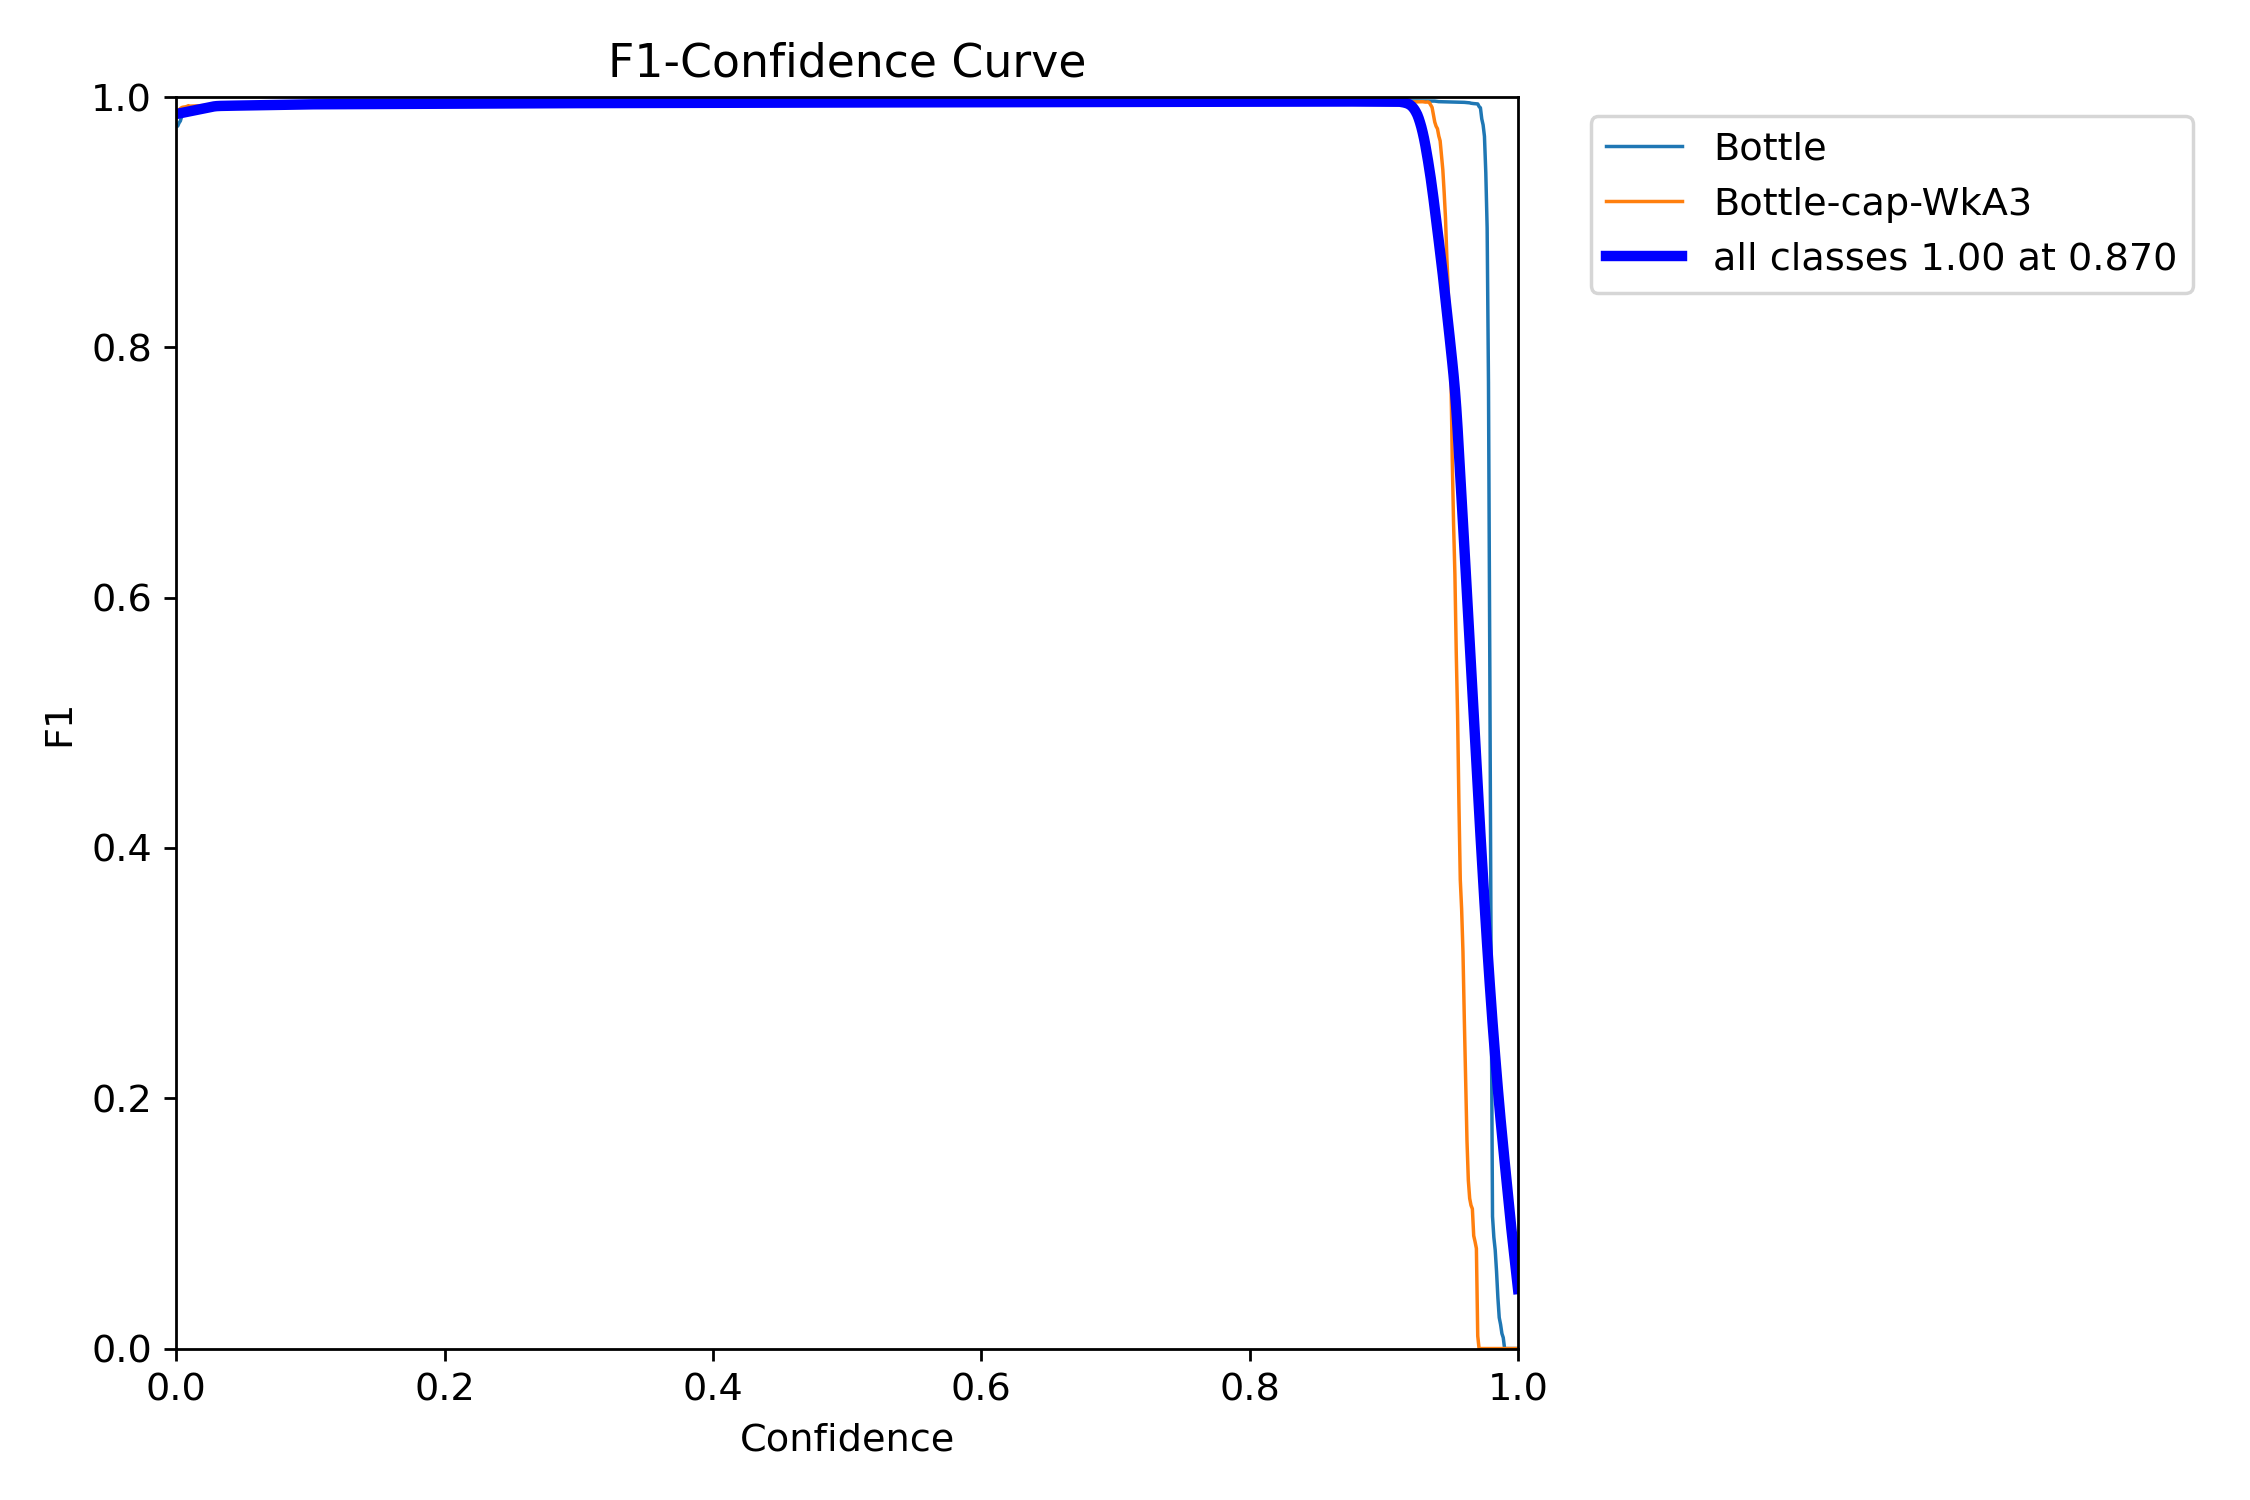 F1-Confidence Curve
1.0
0.8
0.6
0.4
0.2
0.0
F1
0.0 0.2 0.4 0.6 0.8 1.0
Confidence
Bottle
Bottle-cap-WkA3
all classes 1.00 at 0.870